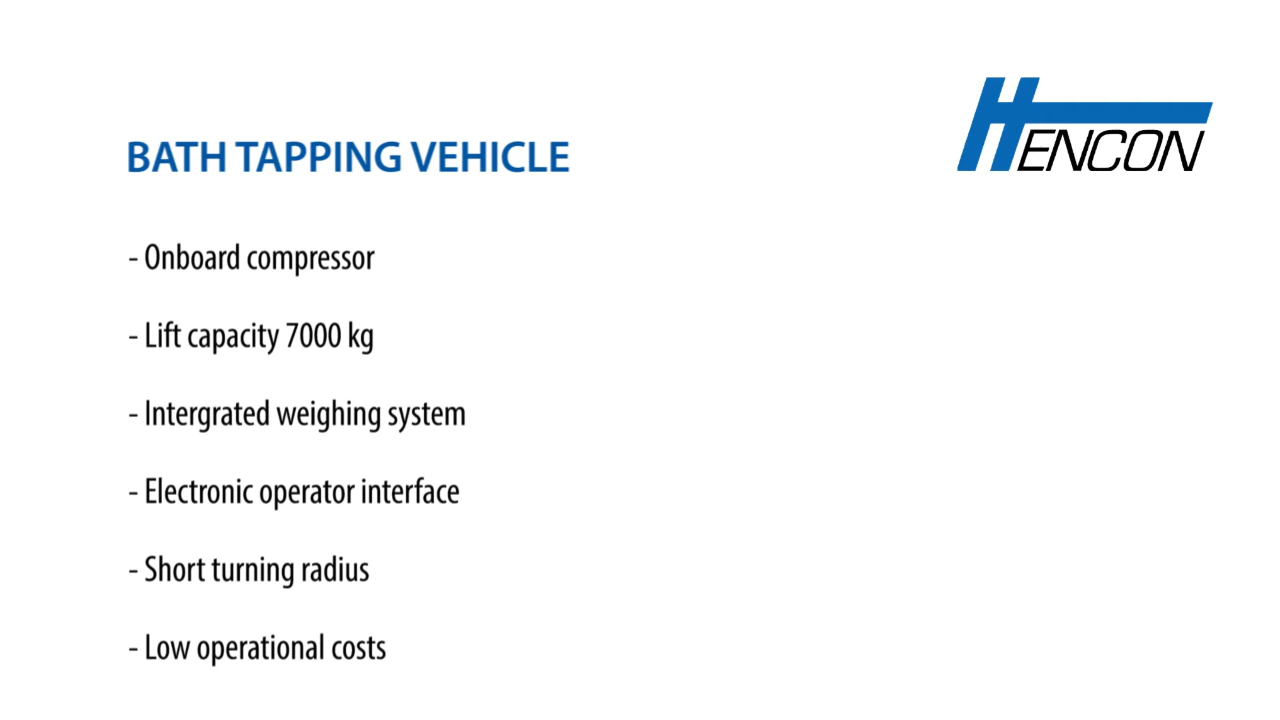 HENCON
BATH TAPPING VEHICLE
- Onboard compressor
- Lift capacity 7000 kg
- Intergrated weighing system
- Electronic operator interface
- Short turning radius
- Low operational costs